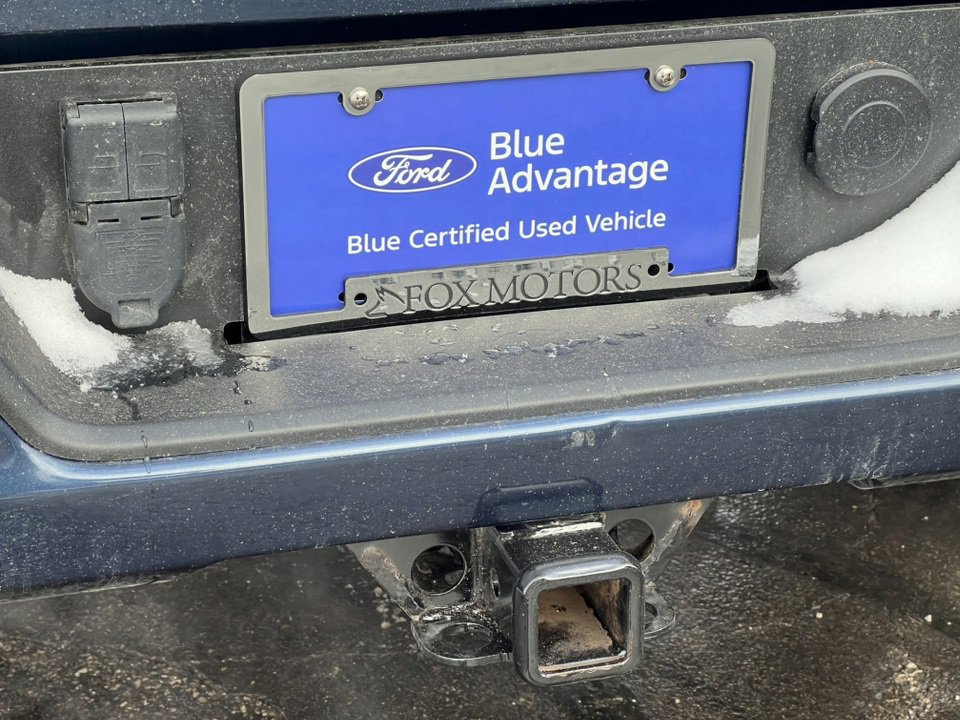 Ford
Blue
Advantage
Blue Certified Used Vehicle
FOX MOTORS